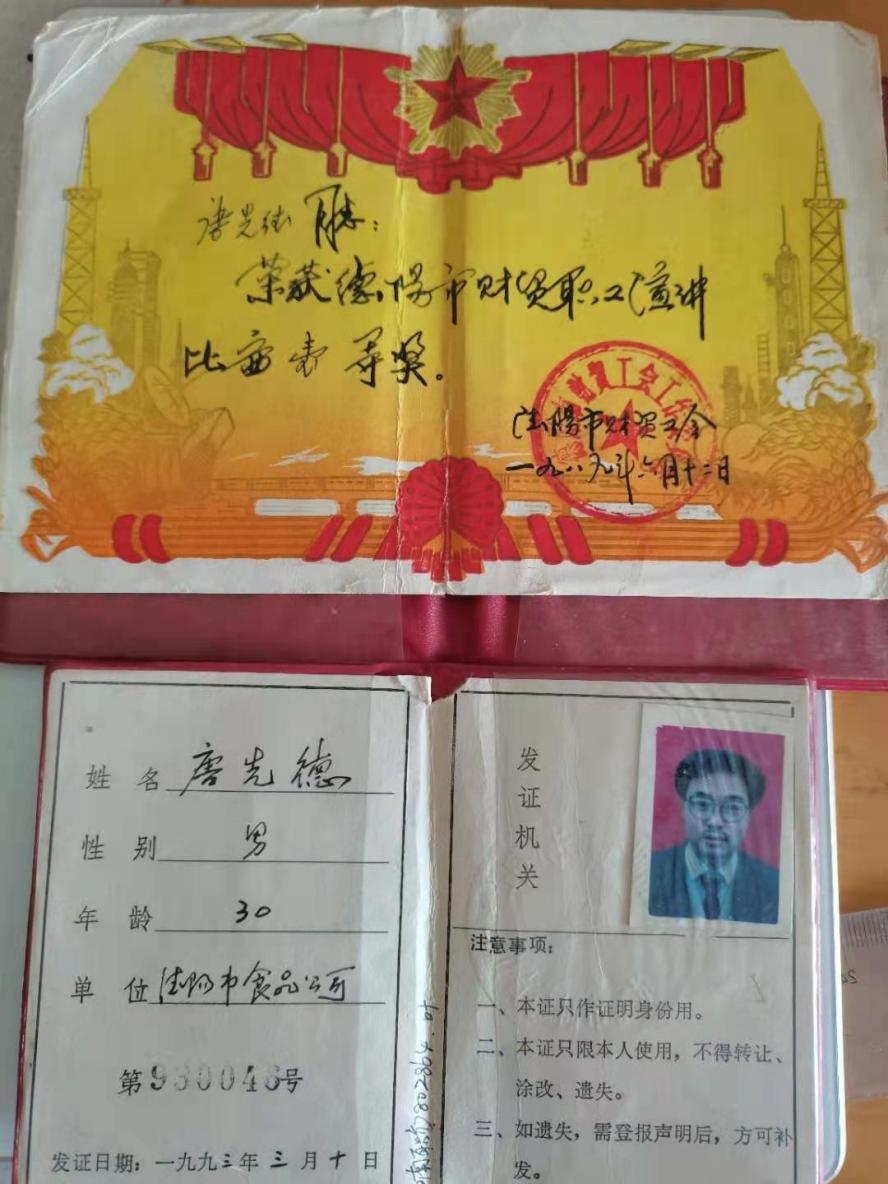 唐先德同志：
荣获德阳市财贸职工演讲
比赛 等奖。
德阳市财贸工会
一九八九年六月十二日
姓名 唐先德
性别 男
年龄 30
单位 德阳市食品公司
第930048号
发证日期：一九九三年三月十日
发证机关
注意事项：
一、本证只作证明身份用。
二、本证只限本人使用，不得转让、
涂改、遗失。
三、如遗失，需登报声明后，方可补
发。